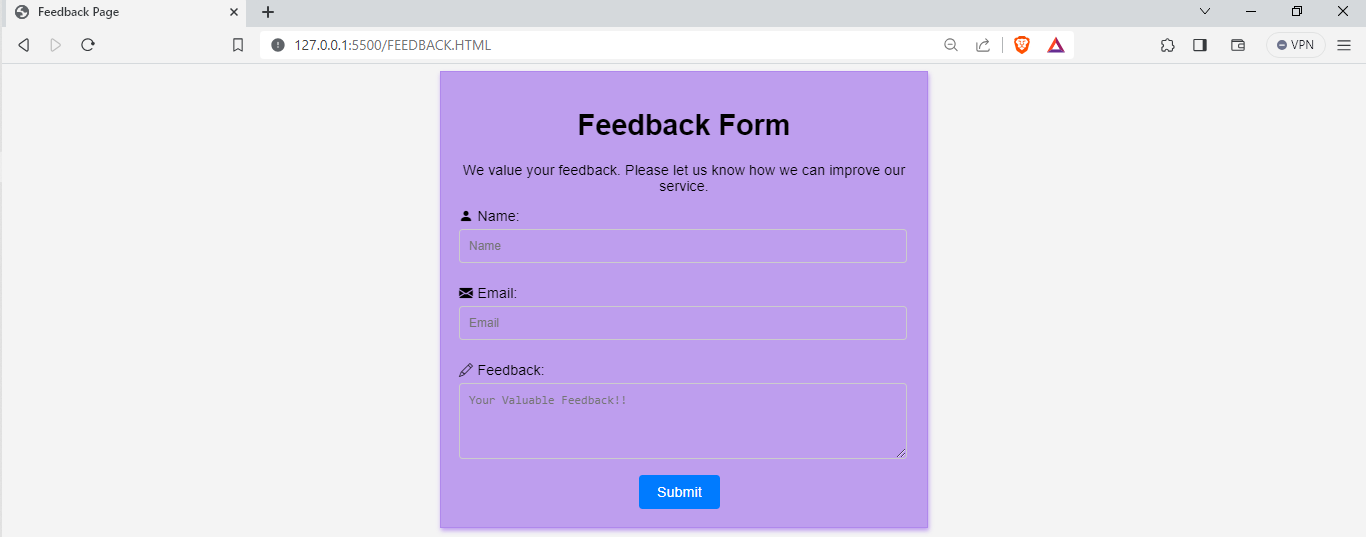 Feedback Page
127.0.0.1:5500/FEEDBACK.HTML
VPN
Feedback Form
We value your feedback. Please let us know how we can improve our
service.
Name:
Name
Email:
Email
Feedback:
Your Valuable Feedback!!
Submit